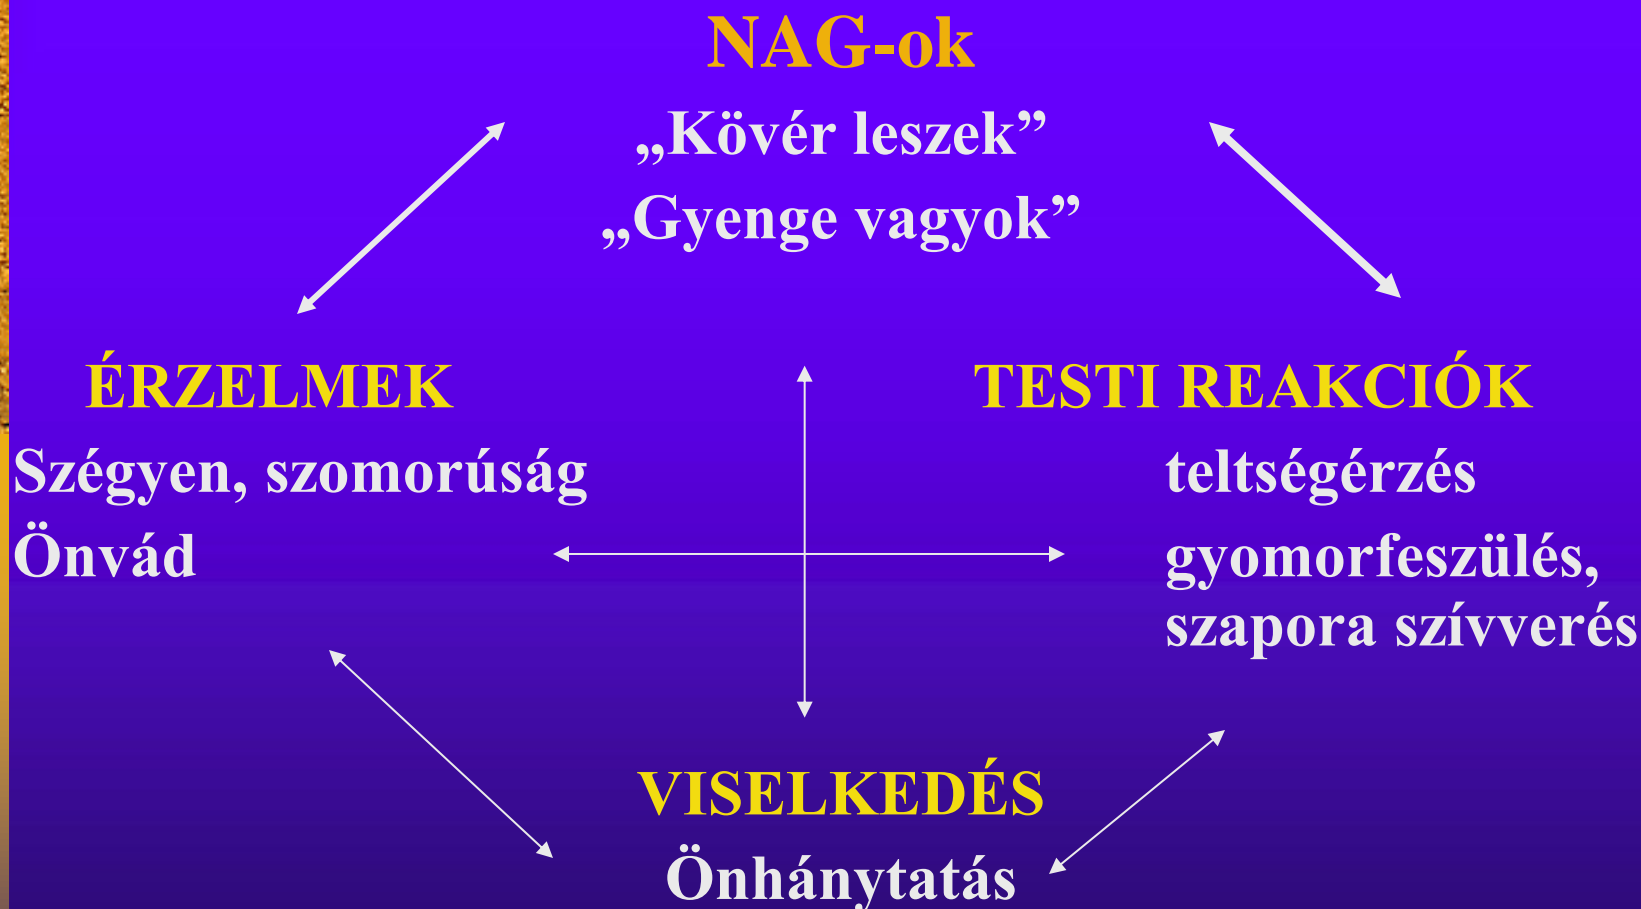 NAG-ok
„Kövér leszek”
„Gyenge vagyok”
ÉRZELMEK
Szégyen, szomorúság
Önvád
TESTI REAKCIÓK
teltségérzés
gyomorfeszülés,
szapora szívverés
VISELKEDÉS
Önhánytatás